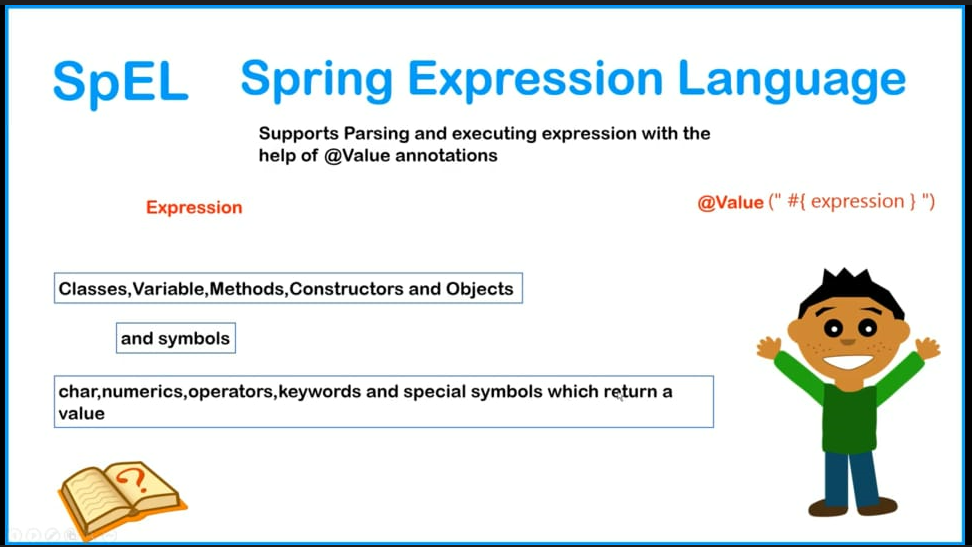 SpEL Spring Expression Language
Supports Parsing and executing expression with the
help of @Value annotations
Expression
@Value (" #{ expression } ")
Classes,Variable,Methods,Constructors and Objects
and symbols
char,numerics,operators,keywords and special symbols which return a
value
?